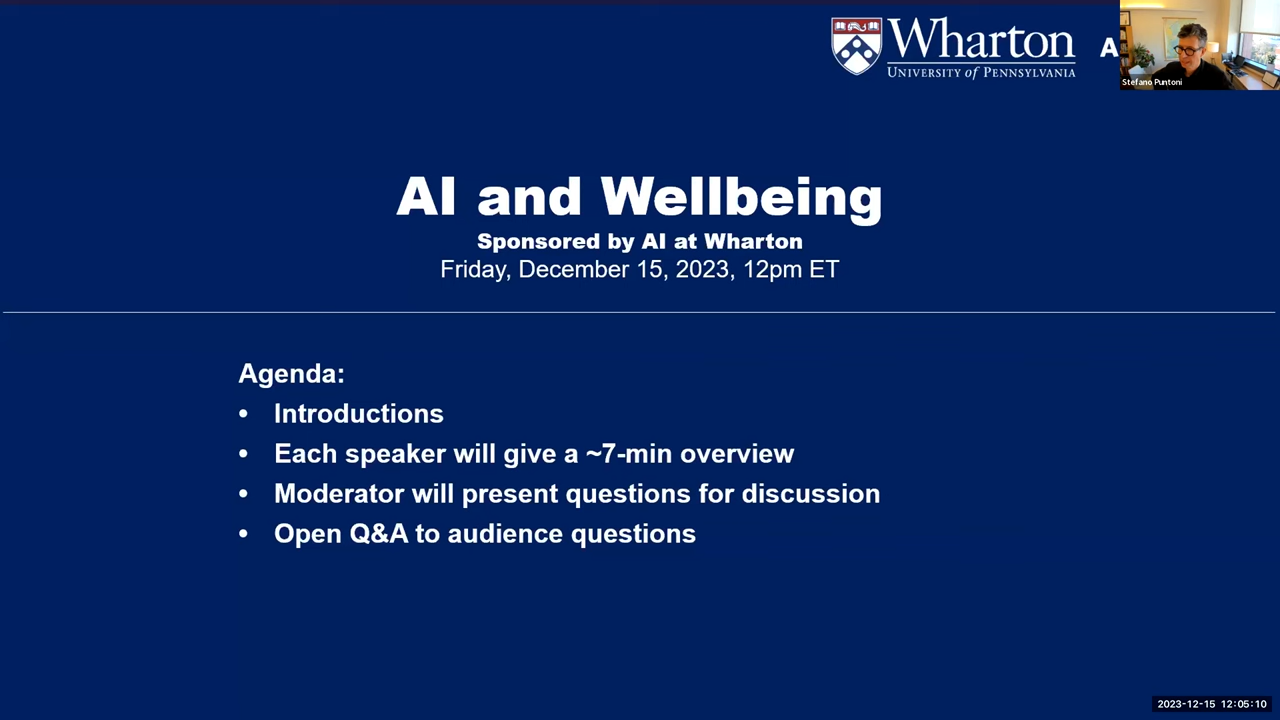 Wharton
UNIVERSITY of PENNSYLVANIA
A
Stefano Puntoni
AI and Wellbeing
Sponsored by AI at Wharton
Friday, December 15, 2023, 12pm ET
Agenda:
• Introductions
• Each speaker will give a ~7-min overview
• Moderator will present questions for discussion
• Open Q&A to audience questions
2023-12-15 12:05:10